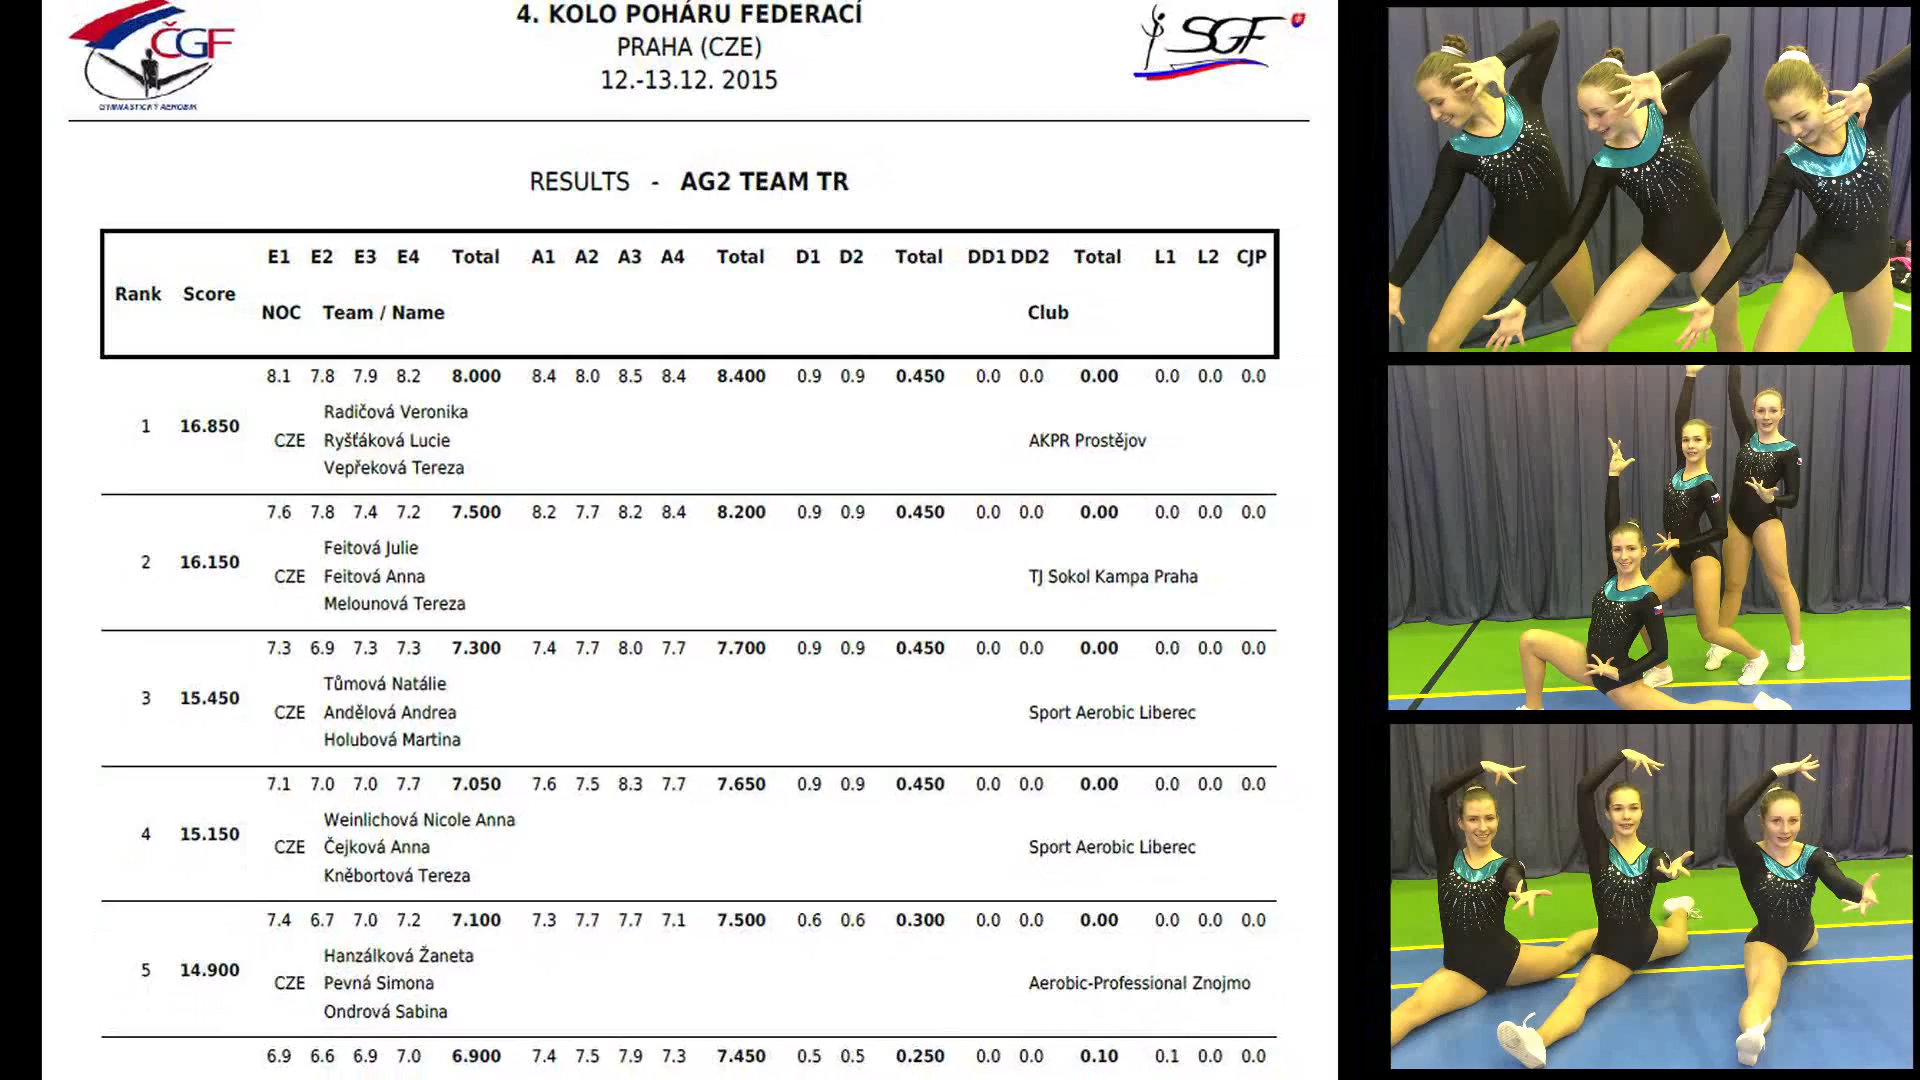 ČGF
GYMNASTICKÝ AEROBIK
4. KOLO POHÁRU FEDERACÍ
PRAHA (CZE)
12.-13.12. 2015
SGF
RESULTS - AG2 TEAM TR
E1 E2 E3 E4 Total A1 A2 A3 A4 Total D1 D2 Total DD1 DD2 Total L1 L2 CJP
Rank Score
NOC Team / Name Club
8.1 7.8 7.9 8.2 8.000 8.4 8.0 8.5 8.4 8.400 0.9 0.9 0.450 0.0 0.0 0.00 0.0 0.0 0.0
Radičová Veronika
1 16.850
CZE Ryšťáková Lucie AKPR Prostějov
Vepřeková Tereza
7.6 7.8 7.4 7.2 7.500 8.2 7.7 8.2 8.4 8.200 0.9 0.9 0.450 0.0 0.0 0.00 0.0 0.0 0.0
Feitová Julie
2 16.150
CZE Feitová Anna TJ Sokol Kampa Praha
Melounová Tereza
7.3 6.9 7.3 7.3 7.300 7.4 7.7 8.0 7.7 7.700 0.9 0.9 0.450 0.0 0.0 0.00 0.0 0.0 0.0
Tůmová Natálie
3 15.450
CZE Andělová Andrea Sport Aerobic Liberec
Holubová Martina
7.1 7.0 7.0 7.7 7.050 7.6 7.5 8.3 7.7 7.650 0.9 0.9 0.450 0.0 0.0 0.00 0.0 0.0 0.0
Weinlichová Nicole Anna
4 15.150
CZE Čejková Anna Sport Aerobic Liberec
Kněbortová Tereza
7.4 6.7 7.0 7.2 7.100 7.3 7.7 7.7 7.1 7.500 0.6 0.6 0.300 0.0 0.0 0.00 0.0 0.0 0.0
Hanzálková Žaneta
5 14.900
CZE Pevná Simona Aerobic-Professional Znojmo
Ondrová Sabina
6.9 6.6 6.9 7.0 6.900 7.4 7.5 7.9 7.3 7.450 0.5 0.5 0.250 0.0 0.0 0.10 0.1 0.0 0.0